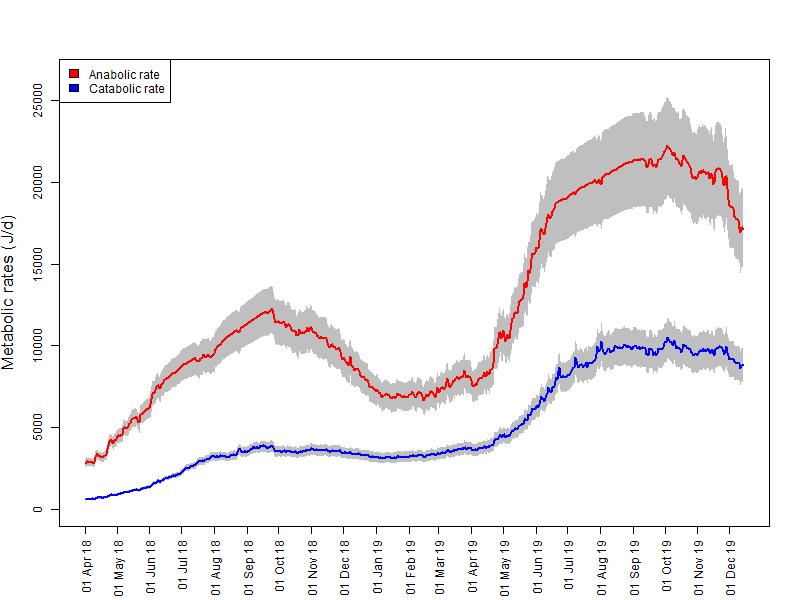 Anabolic rate
Catabolic rate
Metabolic rates (J/d)
25000
20000
15000
10000
5000
0
01 Apr 18
01 May 18
01 Jun 18
01 Jul 18
01 Aug 18
01 Sep 18
01 Oct 18
01 Nov 18
01 Dec 18
01 Jan 19
01 Feb 19
01 Mar 19
01 Apr 19
01 May 19
01 Jun 19
01 Jul 19
01 Aug 19
01 Sep 19
01 Oct 19
01 Nov 19
01 Dec 19